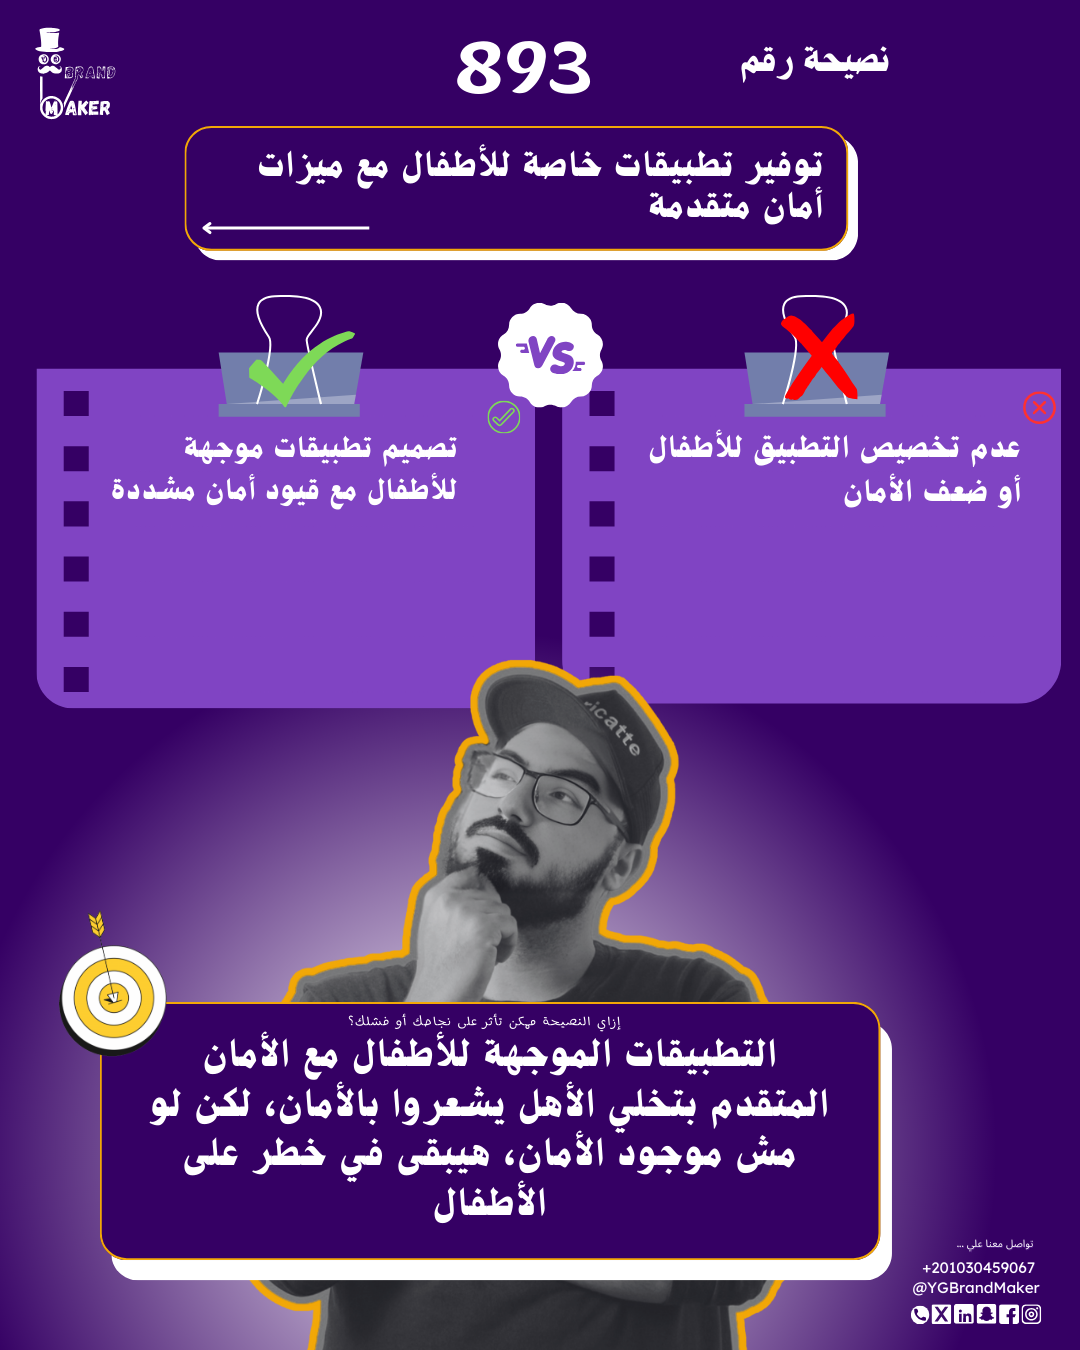 BRAND
MAKER
نصيحة رقم
893
توفير تطبيقات خاصة للأطفال مع ميزات
أمان متقدمة
VS
عدم تخصيص التطبيق للأطفال
أو ضعف الأمان
تصميم تطبيقات موجهة
للأطفال مع قيود أمان مشددة
icatte
إزاي النصيحة ممكن تأثر على نجاحك أو فشلك؟
التطبيقات الموجهة للأطفال مع الأمان
المتقدم بتخلي الأهل يشعروا بالأمان، لكن لو
مش موجود الأمان، هيبقى في خطر على
الأطفال
تواصل معنا علي ...
+201030459067
@YGBrandMaker